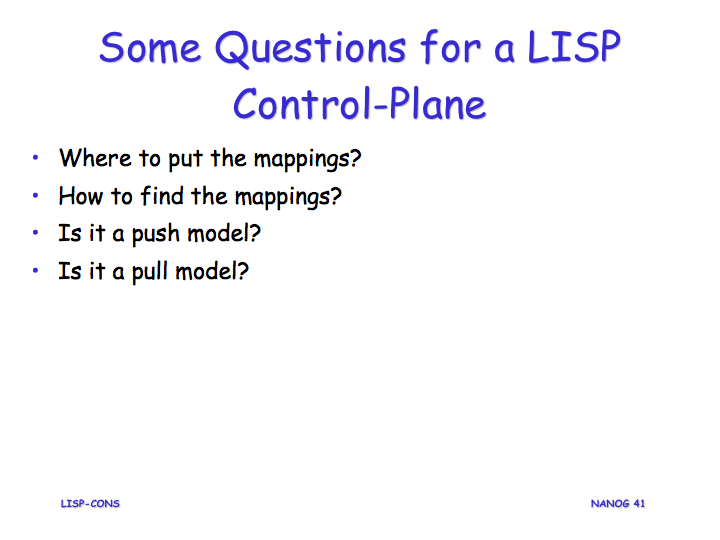 Some Questions for a LISP
Control-Plane
• Where to put the mappings?
• How to find the mappings?
• Is it a push model?
• Is it a pull model?
LISP-CONS
NANOG 41